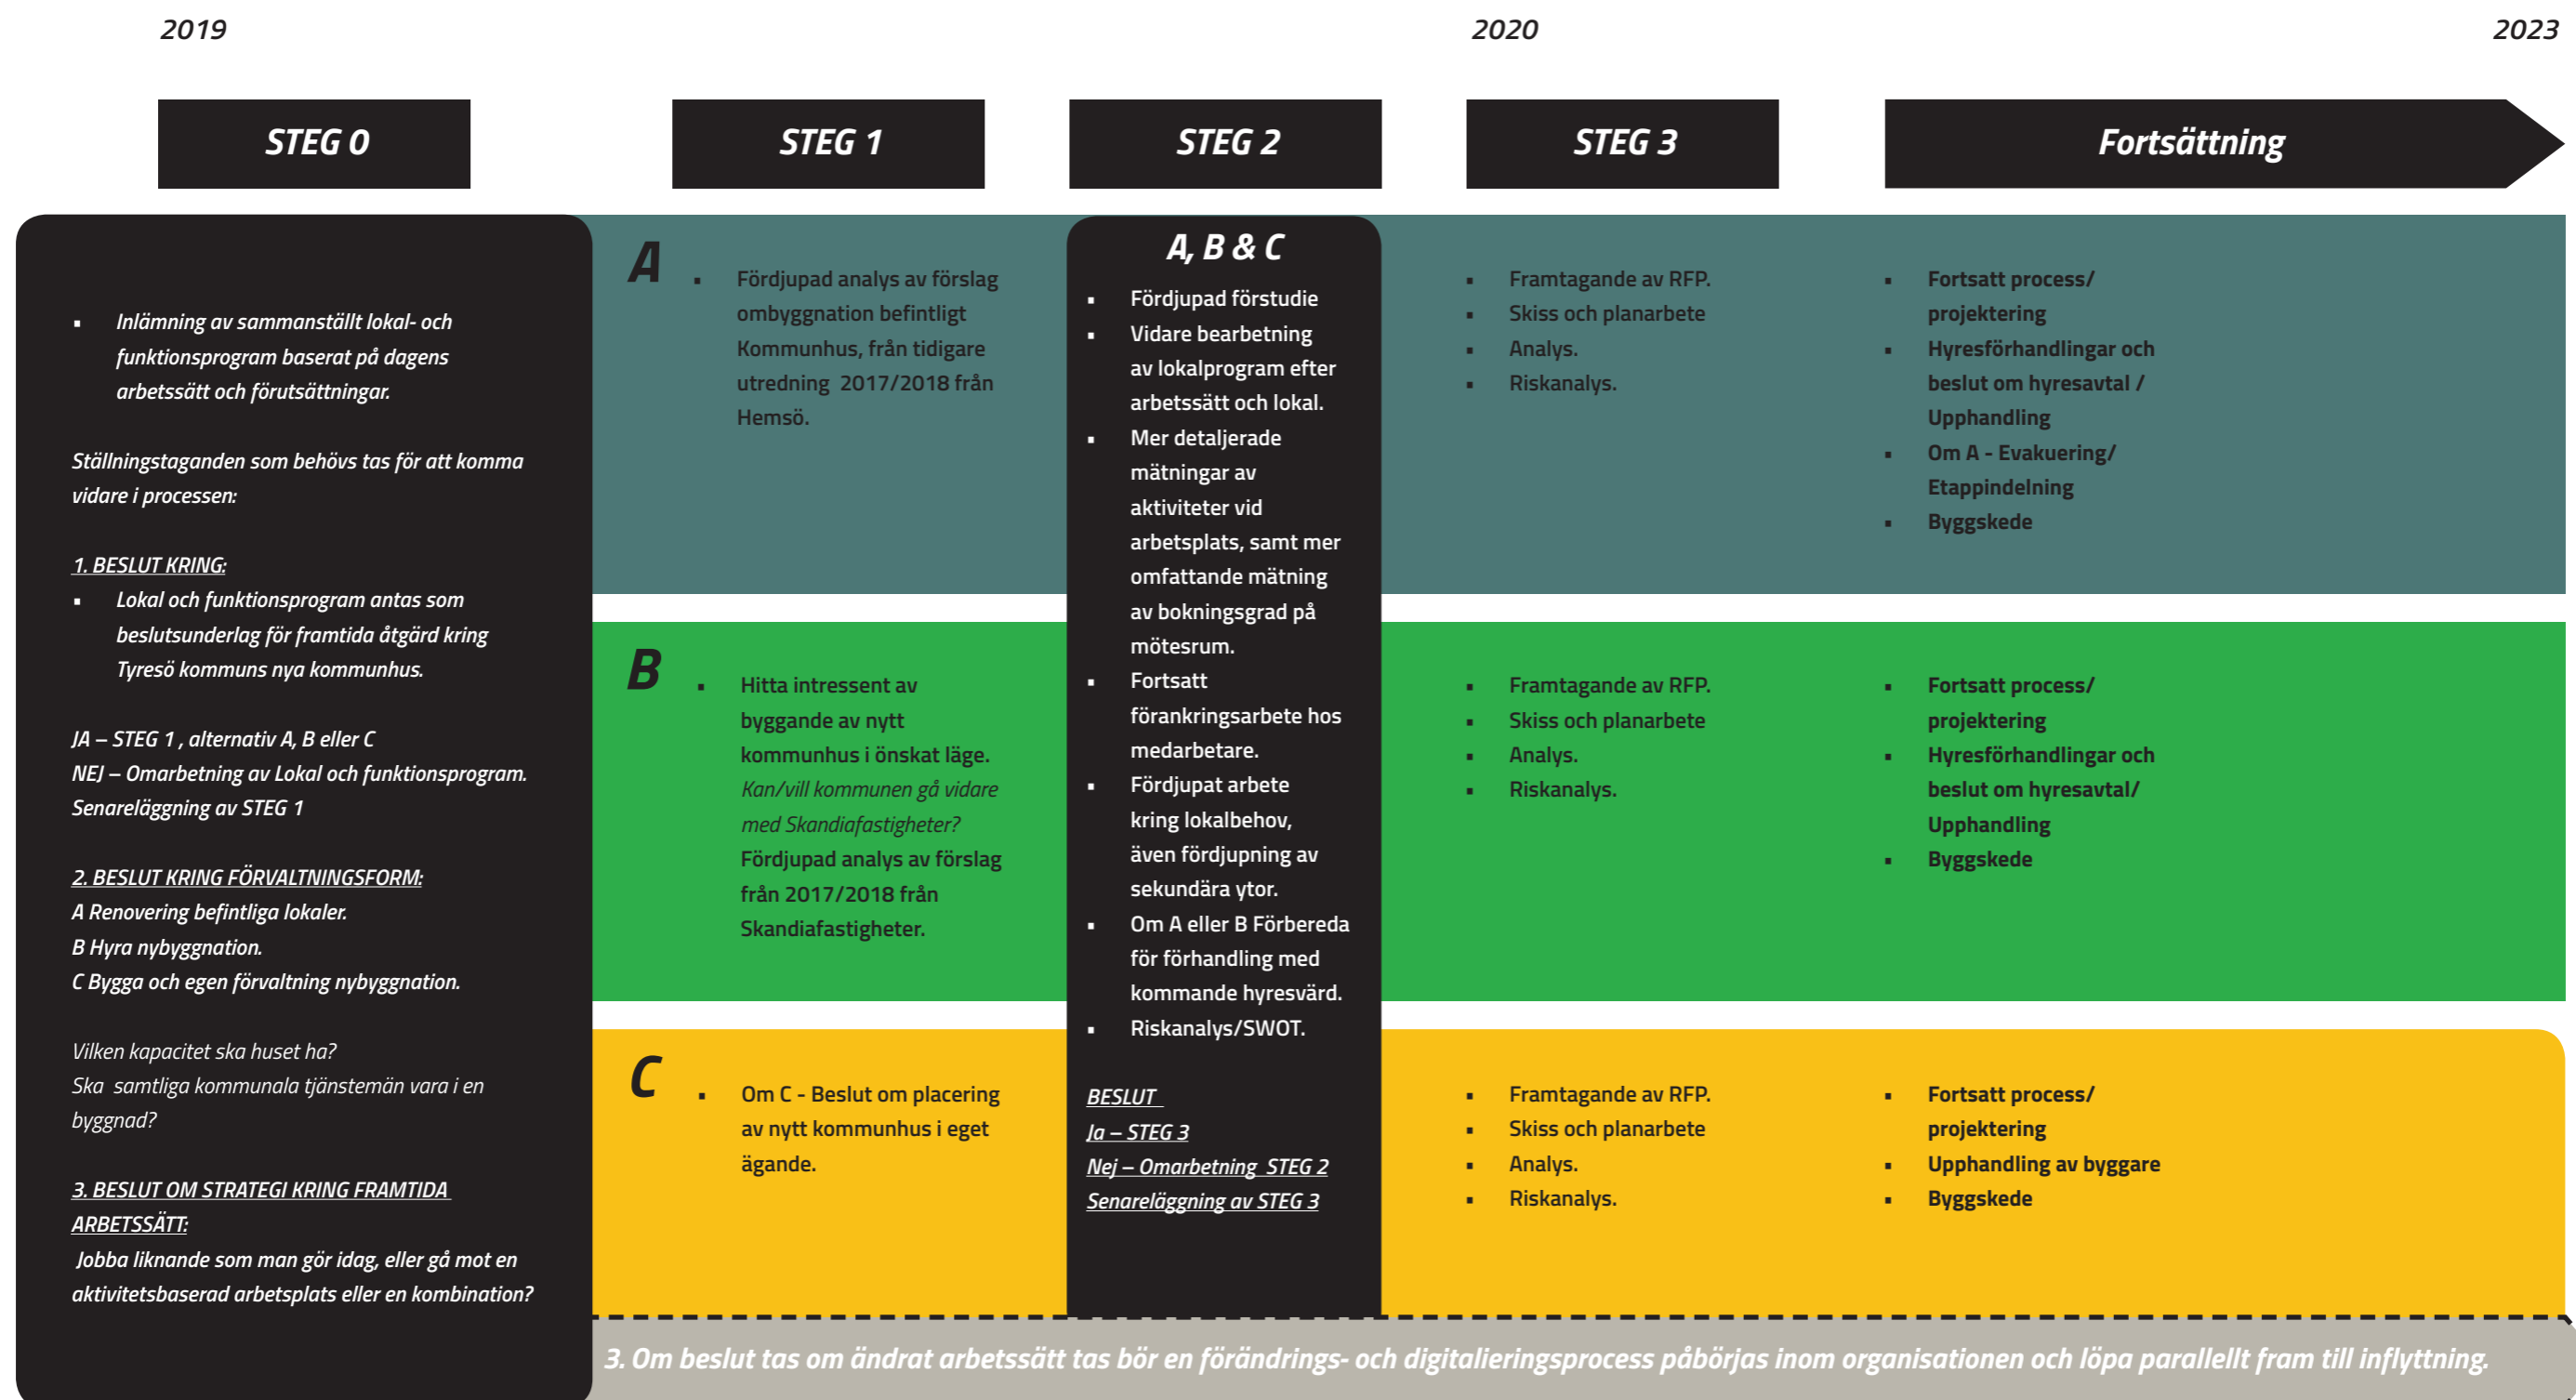 2019
2020
2023
STEG 0
STEG 1
STEG 2
STEG 3
Fortsättning
▪ Inlämning av sammanställt lokal- och
funktionsprogram baserat på dagens
arbetssätt och förutsättningar.
Ställningstaganden som behövs tas för att komma
vidare i processen:
1. BESLUT KRING:
▪ Lokal och funktionsprogram antas som
beslutsunderlag för framtida åtgärd kring
Tyresö kommuns nya kommunhus.
JA – STEG 1 , alternativ A, B eller C
NEJ – Omarbetning av Lokal och funktionsprogram.
Senareläggning av STEG 1
2. BESLUT KRING FÖRVALTNINGSFORM:
A Renovering befintliga lokaler.
B Hyra nybyggnation.
C Bygga och egen förvaltning nybyggnation.
Vilken kapacitet ska huset ha?
Ska samtliga kommunala tjänstemän vara i en
byggnad?
3. BESLUT OM STRATEGI KRING FRAMTIDA
ARBETSSÄTT:
Jobba liknande som man gör idag, eller gå mot en
aktivitetsbaserad arbetsplats eller en kombination?
A
▪ Fördjupad analys av förslag
ombyggnation befintligt
Kommunhus, från tidigare
utredning 2017/2018 från
Hemsö.
B
▪ Hitta intressent av
byggande av nytt
kommunhus i önskat läge.
Kan/vill kommunen gå vidare
med Skandiafastigheter?
Fördjupad analys av förslag
från 2017/2018 från
Skandiafastigheter.
C
▪ Om C - Beslut om placering
av nytt kommunhus i eget
ägande.
A, B & C
▪ Fördjupad förstudie
▪ Vidare bearbetning
av lokalprogram efter
arbetssätt och lokal.
▪ Mer detaljerade
mätningar av
aktiviteter vid
arbetsplats, samt mer
omfattande mätning
av bokningsgrad på
mötesrum.
▪ Fortsatt
förankringsarbete hos
medarbetare.
▪ Fördjupat arbete
kring lokalbehov,
även fördjupning av
sekundära ytor.
▪ Om A eller B Förbereda
för förhandling med
kommande hyresvärd.
▪ Riskanalys/SWOT.
BESLUT
Ja – STEG 3
Nej – Omarbetning STEG 2
Senareläggning av STEG 3
▪ Framtagande av RFP.
▪ Skiss och planarbete
▪ Analys.
▪ Riskanalys.
▪ Fortsatt process/
projektering
▪ Hyresförhandlingar och
beslut om hyresavtal /
Upphandling
▪ Om A - Evakuering/
Etappindelning
▪ Byggskede
▪ Framtagande av RFP.
▪ Skiss och planarbete
▪ Analys.
▪ Riskanalys.
▪ Fortsatt process/
projektering
▪ Hyresförhandlingar och
beslut om hyresavtal/
Upphandling
▪ Byggskede
▪ Framtagande av RFP.
▪ Skiss och planarbete
▪ Analys.
▪ Riskanalys.
▪ Fortsatt process/
projektering
▪ Upphandling av byggare
▪ Byggskede
3. Om beslut tas om ändrat arbetssätt tas bör en förändrings- och digitalieringsprocess påbörjas inom organisationen och löpa parallellt fram till inflyttning.